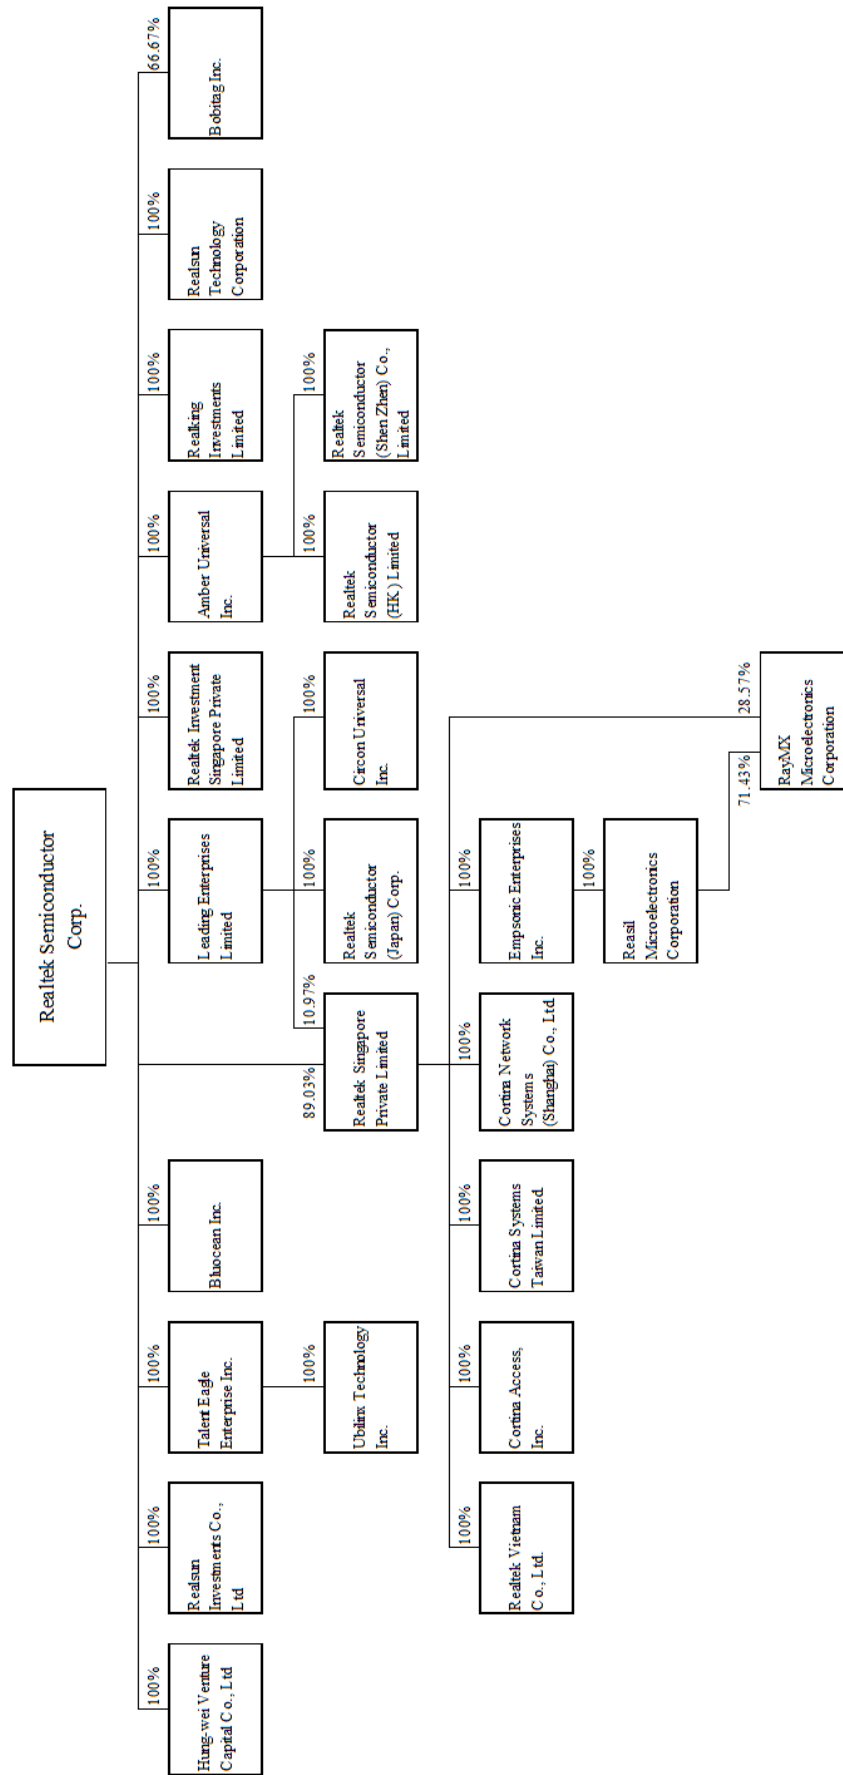 Realtek Semiconductor
Corp.
100%
100%
100%
100%
89.03%
100%
100%
100%
100%
100%
66.67%
Hung-wei Venture
Capital Co., Ltd
Realsun
Investments Co.,
Ltd
Talent Eagle
Enterprise Inc.
Bluocean Inc.
Leading Enterprises
Limited
Realtek Investment
Singapore Private
Limited
Amber Universal
Inc.
Realking
Investments
Limited
Realsun
Technology
Corporation
Bobitag Inc.
100%
10.97%
100%
100%
100%
100%
Ubilinx Technology
Inc.
Realtek Singapore
Private Limited
Realtek
Semiconductor
(Japan) Corp.
Circon Universal
Inc.
Realtek
Semiconductor
(HK) Limited
Realtek
Semiconductor
(Shen Zhen) Co.,
Limited
100%
100%
100%
100%
100%
Realtek Vietnam
Co., Ltd.
Cortina Access,
Inc.
Cortina Systems
Taiwan Limited.
Cortina Network
Systems
(Shanghai) Co., Ltd.
Empsonic Enterprises
Inc.
100%
Reasil
Microelectronics
Corporation
71.43%
28.57%
RayMX
Microelectronics
Corporation